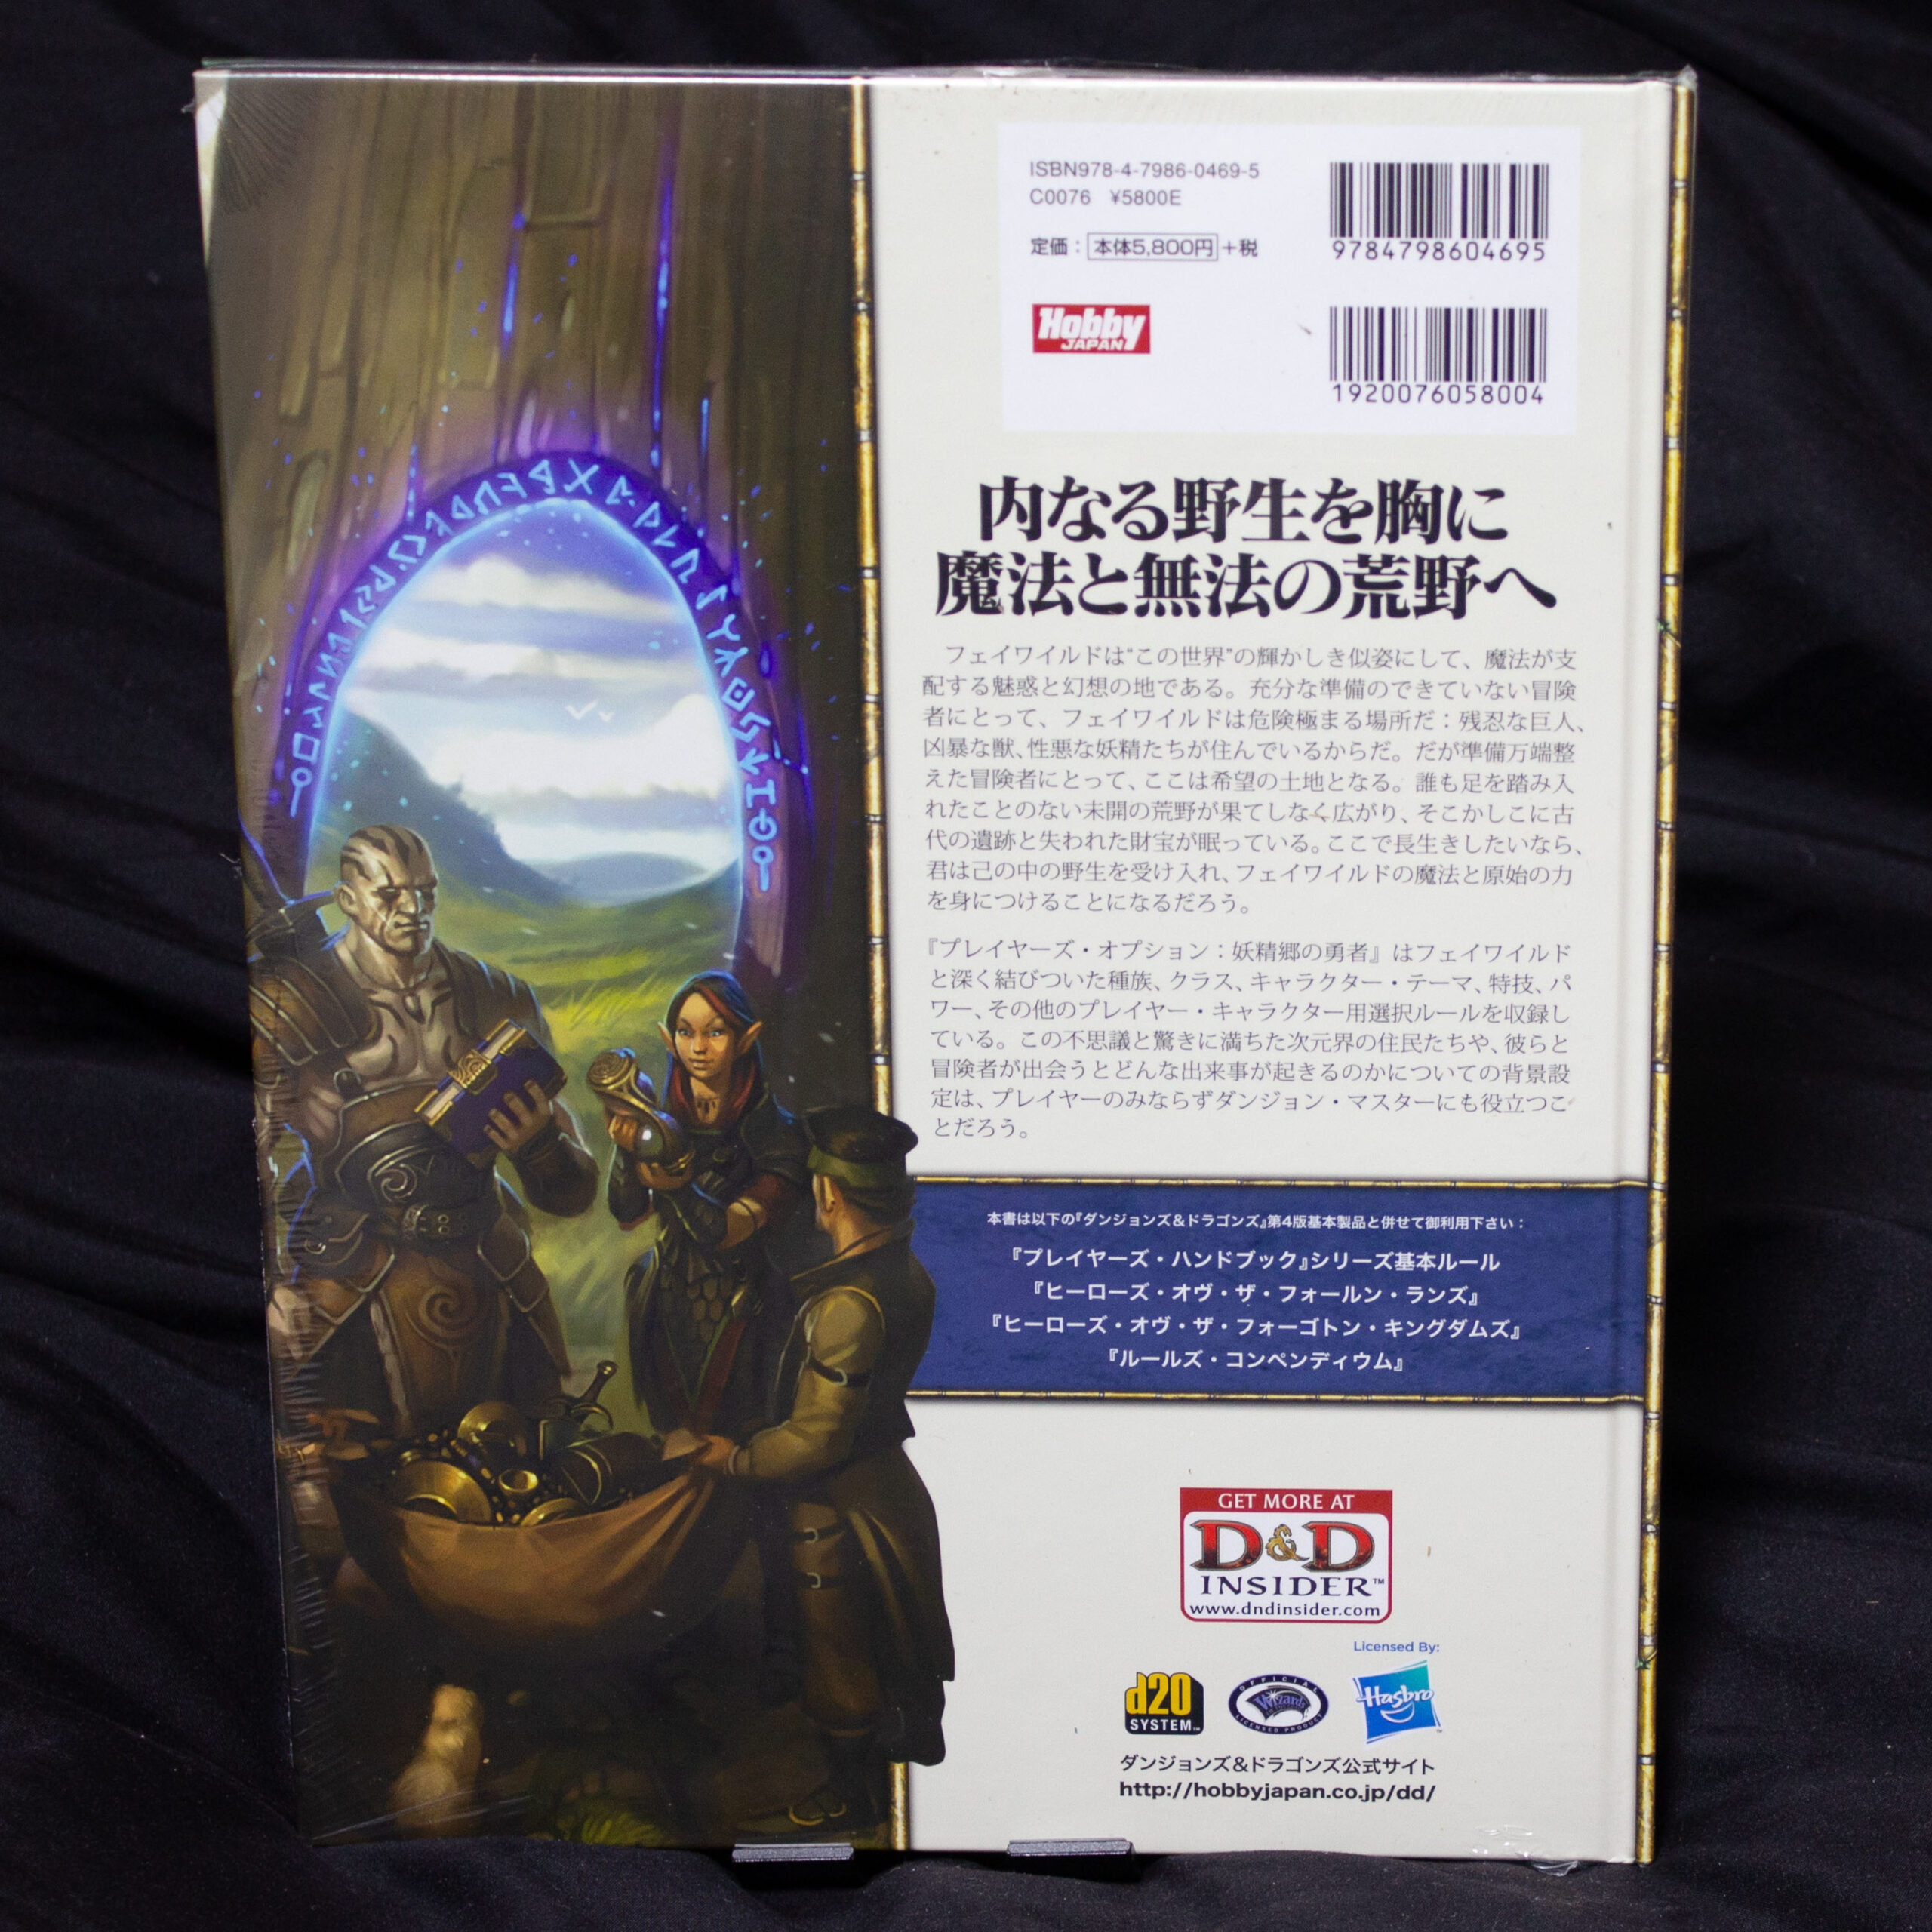 ISBN978-4-7986-0469-5
C0076 ¥5800E
定価：本体5,800円+税
9784798604695
Hobby
JAPAN
1920076058004
内なる野生を胸に
魔法と無法の荒野へ
フェイワイルドは“この世界”の輝かしき似姿にして、魔法が支
配する魅惑と幻想の地である。充分な準備のできていない冒険
者にとって、フェイワイルドは危険極まる場所だ：残忍な巨人、
凶暴な獣、性悪な妖精たちが住んでいるからだ。だが準備万端整
えた冒険者にとって、ここは希望の土地となる。誰も足を踏み入
れたことのない未開の荒野が果てしなく広がり、そこかしこに古
代の遺跡と失われた財宝が眠っている。ここで長生きしたいなら、
君は己の中の野生を受け入れ、フェイワイルドの魔法と原始の力
を身につけることになるだろう。
『プレイヤーズ・オプション：妖精郷の勇者』はフェイワイルド
と深く結びついた種族、クラス、キャラクター・テーマ、特技、パ
ワー、その他のプレイヤー・キャラクター用選択ルールを収録し
ている。この不思議と驚きに満ちた次元界の住民たちや、彼らと
冒険者が出会うとどんな出来事が起きるのかについての背景設
定は、プレイヤーのみならずダンジョン・マスターにも役立つこ
とだろう。
本書は以下の『ダンジョンズ&ドラゴンズ』第4版基本製品と併せて御利用下さい：
『プレイヤーズ・ハンドブック』シリーズ基本ルール
『ヒーローズ・オヴ・ザ・フォールン・ランズ』
『ヒーローズ・オヴ・ザ・フォーゴトン・キングダムズ』
『ルールズ・コンペンディウム』
GET MORE AT
D&D
INSIDER™
www.dndinsider.com
Licensed By:
d20
SYSTEM™
OFFICIAL
Wizards
LICENSED PRODUCT
Hasbro
ダンジョンズ&ドラゴンズ公式サイト
http://hobbyjapan.co.jp/dd/